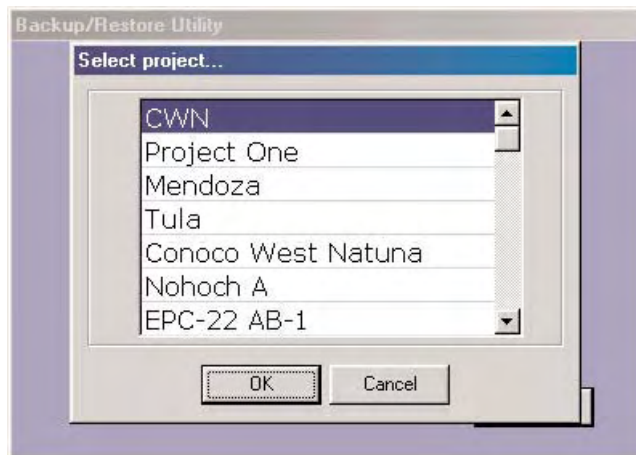 Backup/Restore Utility
Select project...
CWN
Project One
Mendoza
Tula
Conoco West Natuna
Nohoch A
EPC-22 AB-1
OK
Cancel